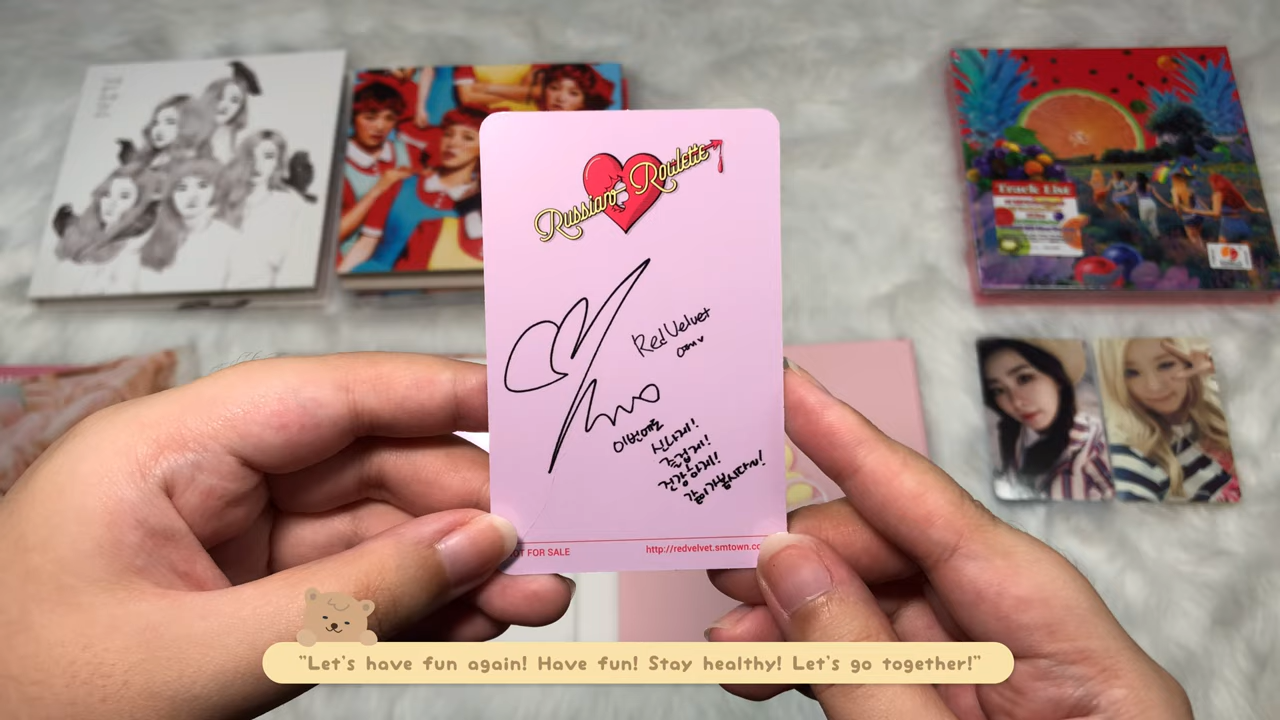 Russian Roulette
RedVelvet
이번에도
신나게!
즐겁게!
건강하게!
같이가봅시다~!
NOT FOR SALE
http://redvelvet.smtown.co
Track List
"Let's have fun again! Have fun! Stay healthy! Let's go together!"